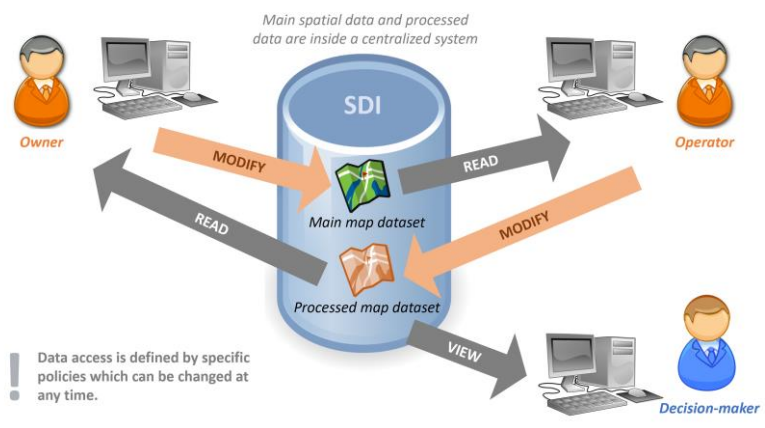 Main spatial data and processed
data are inside a centralized system
SDI
Owner
Operator
MODIFY
READ
Main map dataset
READ
MODIFY
Processed map dataset
VIEW
! Data access is defined by specific
policies which can be changed at
any time.
Decision-maker